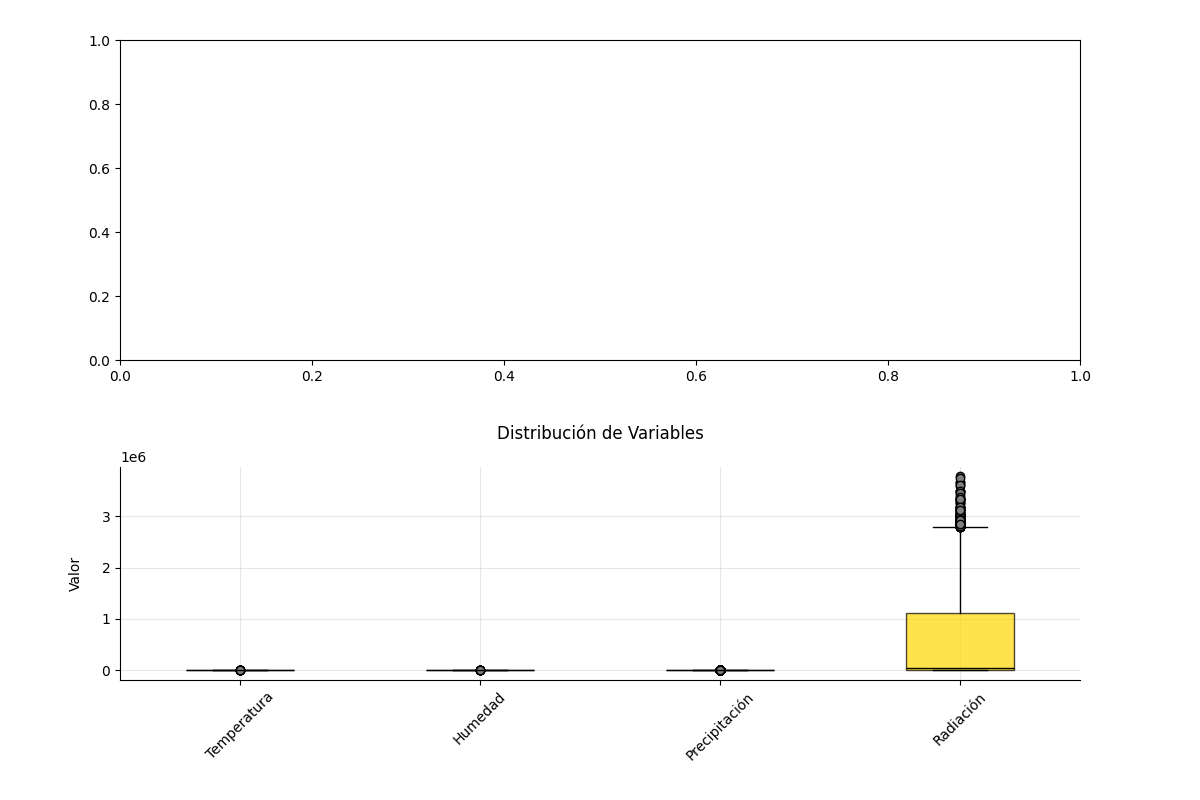 1.0
0.8
0.6
0.4
0.2
0.0
0.0 0.2 0.4 0.6 0.8 1.0
Distribución de Variables
1e6
3
2
1
0
Valor
Temperatura
Humedad
Precipitación
Radiación